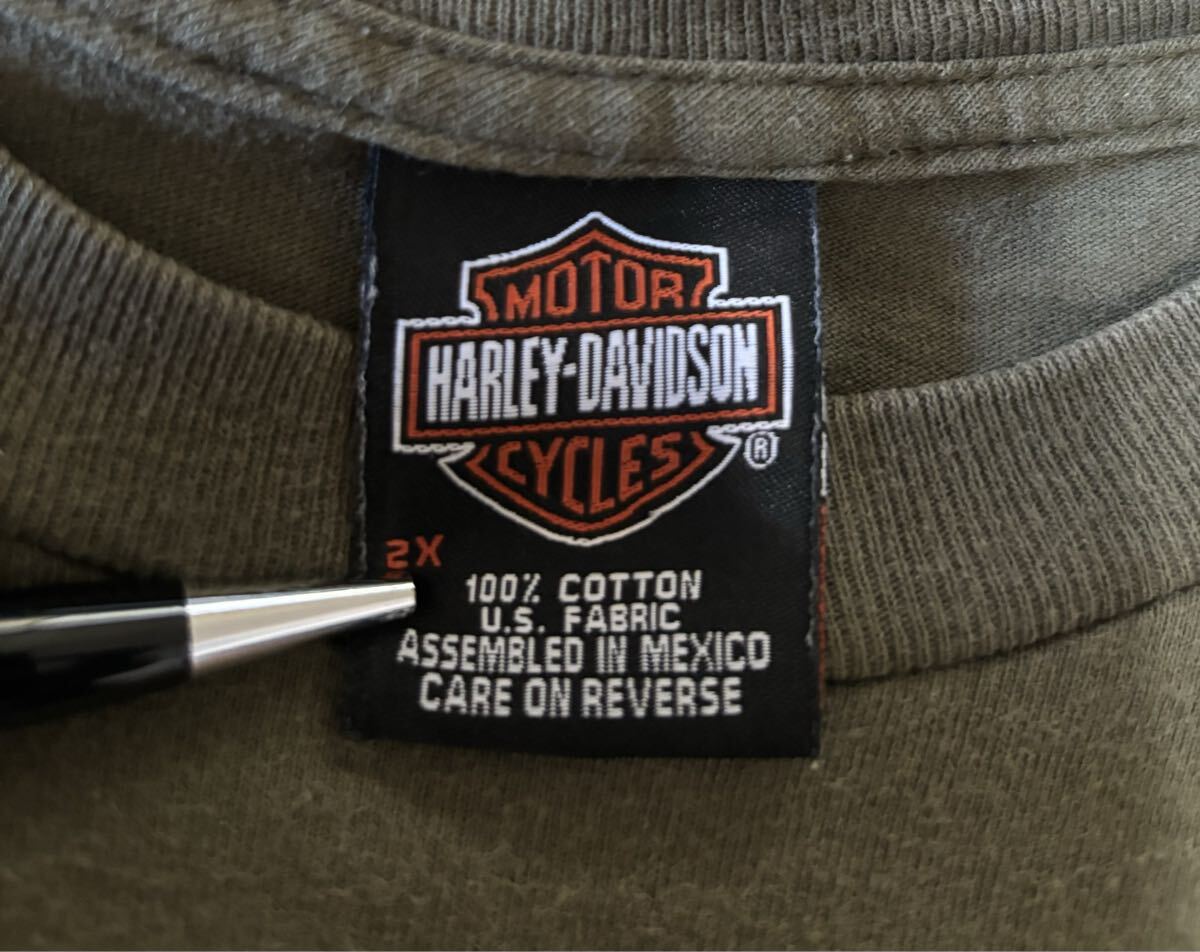 MOTOR
HARLEY-DAVIDSON
CYCLES
®
2X
100% COTTON
U.S. FABRIC
ASSEMBLED IN MEXICO
CARE ON REVERSE